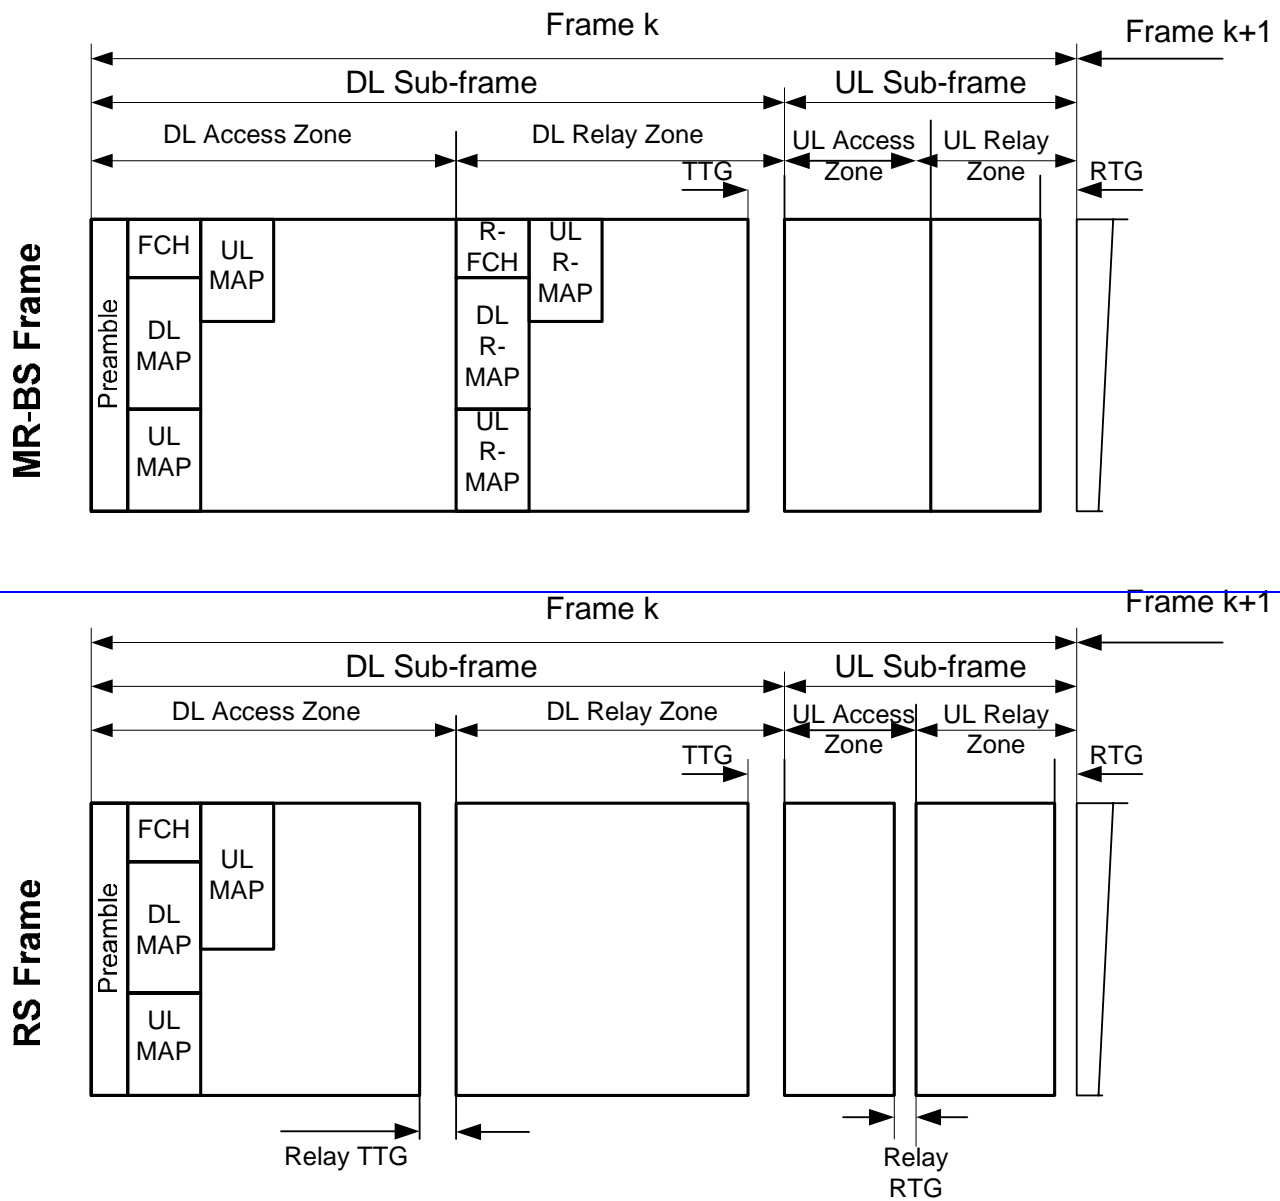 Frame k
Frame k+1
DL Sub-frame
UL Sub-frame
DL Access Zone
DL Relay Zone
UL Access
Zone
UL Relay
Zone
TTG
RTG
MR-BS Frame
Preamble
FCH
DL
MAP
UL
MAP
UL
MAP
R-
FCH
DL
R-
MAP
UL
R-
MAP
UL
R-
MAP
Frame k
Frame k+1
DL Sub-frame
UL Sub-frame
DL Access Zone
DL Relay Zone
UL Access
Zone
UL Relay
Zone
TTG
RTG
RS Frame
Preamble
FCH
DL
MAP
UL
MAP
UL
MAP
Relay TTG
Relay
RTG